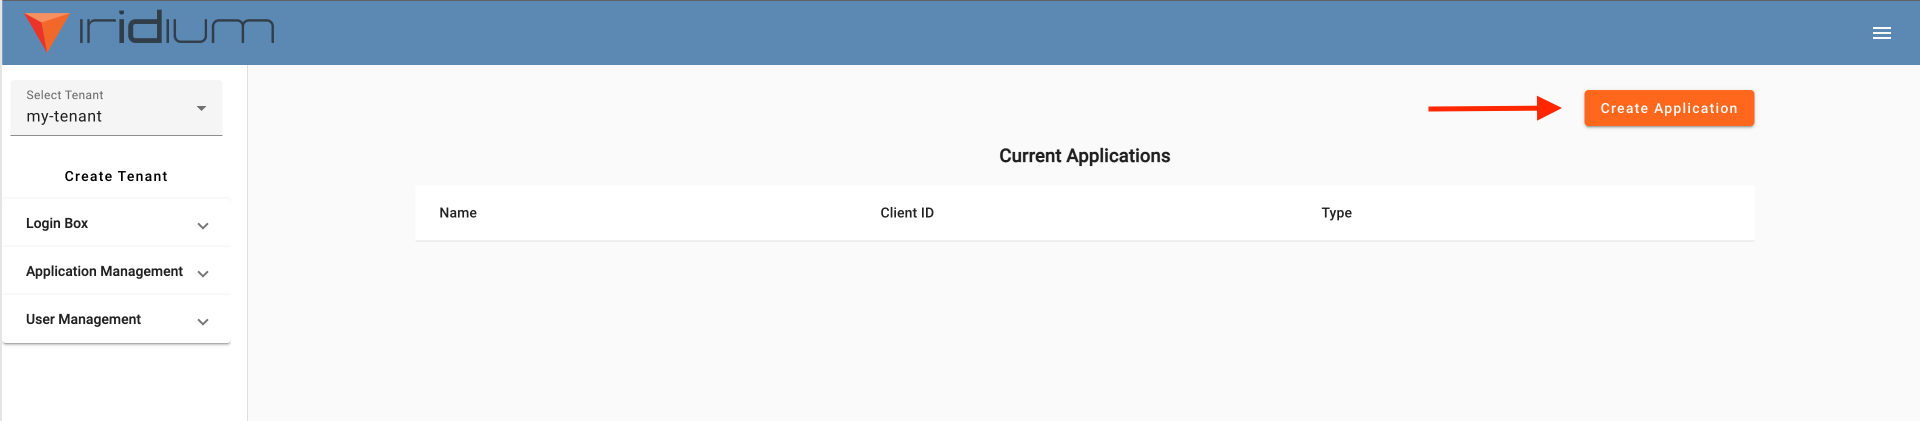 iridium
Select Tenant
my-tenant
Create Application
Create Tenant
Current Applications
Login Box
Name Client ID Type
Application Management
User Management